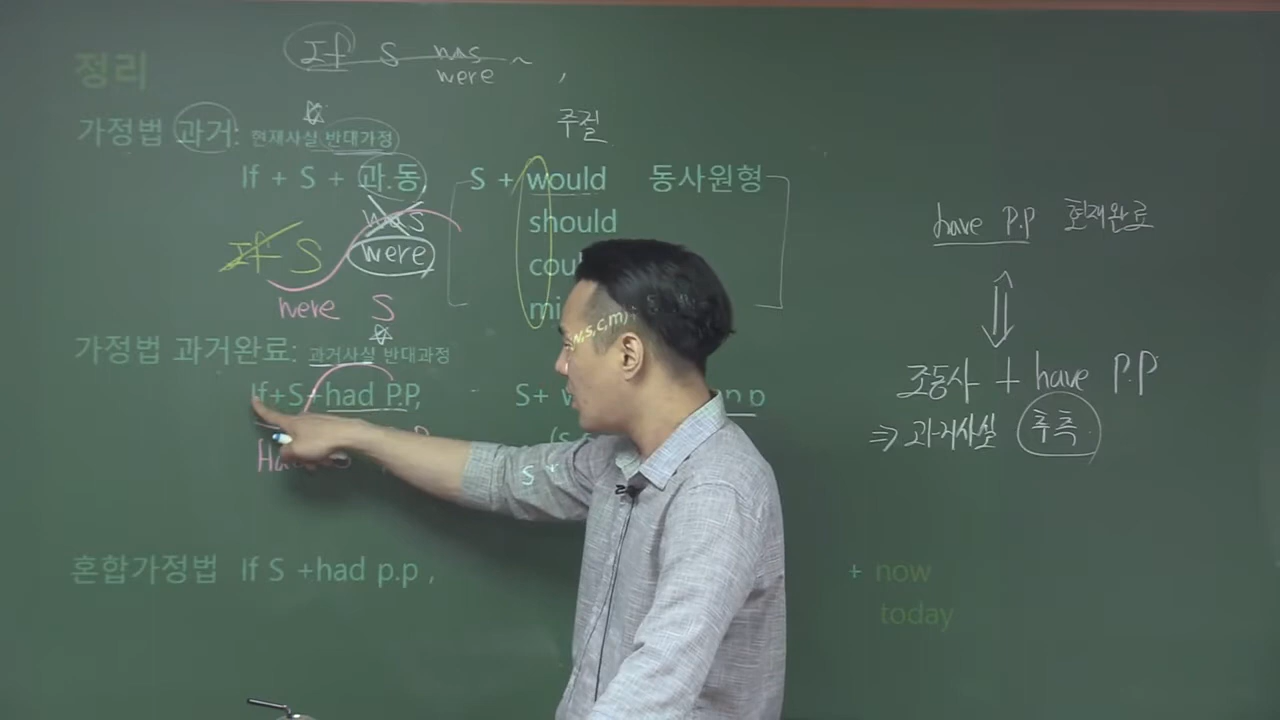 If S was ~ ,
were
정리
가정법 과거: 현재사실 반대가정
주절
If + S + 과.동, S + would 동사원형
was should
If S were
were S
have P.P 현재완료
가정법 과거완료: 과거사실 반대과정
If+S+had P.P, S+ p.p
조동사 + have P.P
⇒ 과거사실 추측
S+
혼합가정법 If S +had p.p , + now
today